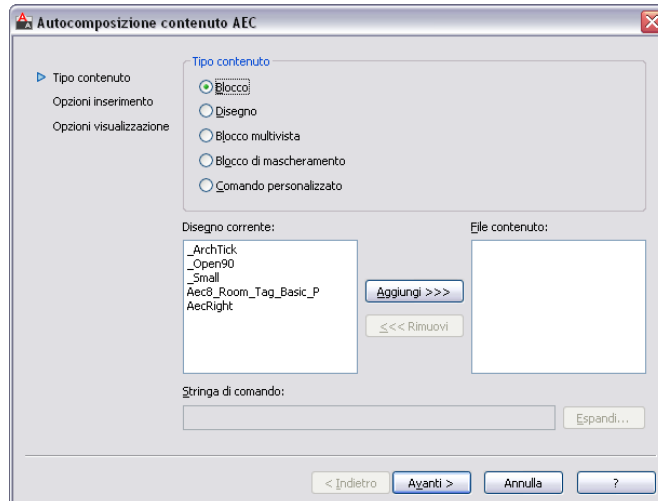 Autocomposizione contenuto AEC
Tipo contenuto
Opzioni inserimento
Opzioni visualizzazione
Tipo contenuto
Blocco
Disegno
Blocco multivista
Blocco di mascheramento
Comando personalizzato
Disegno corrente:
_ArchTick
_Open90
_Small
Aec8_Room_Tag_Basic_P
AecRight
Aggiungi >>>
<<< Rimuovi
File contenuto:
Stringa di comando:
Espandi...
< Indietro
Avanti >
Annulla
?